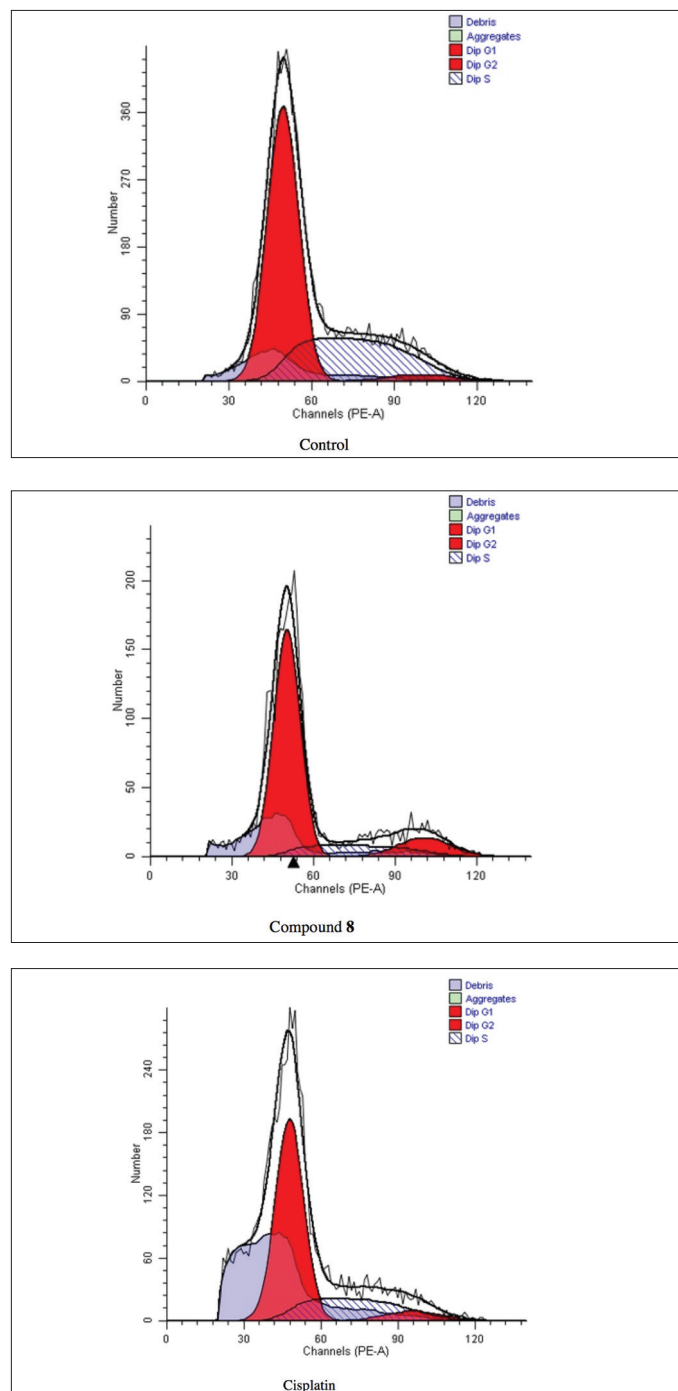 Debris
Aggregates
Dip G1
Dip G2
Dip S
Number
0 90 180 270 360
0 30 60 90 120
Channels (PE-A)
Control
Debris
Aggregates
Dip G1
Dip G2
Dip S
Number
0 50 100 150 200
0 30 60 90 120
Channels (PE-A)
Compound 8
Debris
Aggregates
Dip G1
Dip G2
Dip S
Number
0 60 120 180 240
0 30 60 90 120
Channels (PE-A)
Cisplatin